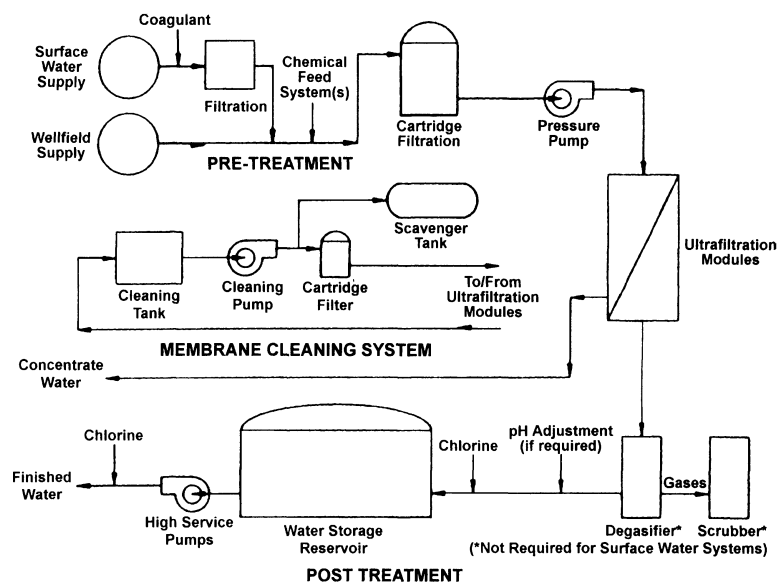 Coagulant
Surface
Water
Supply
Filtration
Chemical
Feed
System(s)
Wellfield
Supply
PRE-TREATMENT
Cartridge
Filtration
Pressure
Pump
Ultrafiltration
Modules
Scavenger
Tank
Cleaning
Tank
Cleaning
Pump
Cartridge
Filter
To/From
Ultrafiltration
Modules
MEMBRANE CLEANING SYSTEM
Concentrate
Water
Chlorine
Finished
Water
High Service
Pumps
Water Storage
Reservoir
Chlorine
pH Adjustment
(if required)
Gases
Degasifier*
Scrubber*
(*Not Required for Surface Water Systems)
POST TREATMENT